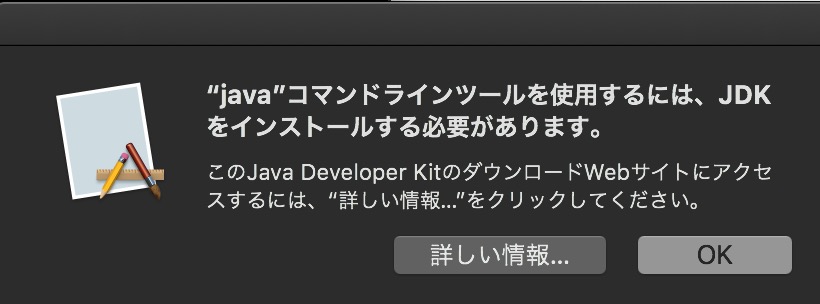 “java”コマンドラインツールを使用するには、JDK
をインストールする必要があります。
このJava Developer KitのダウンロードWebサイトにアクセ
スするには、“詳しい情報...”をクリックしてください。
詳しい情報...
OK